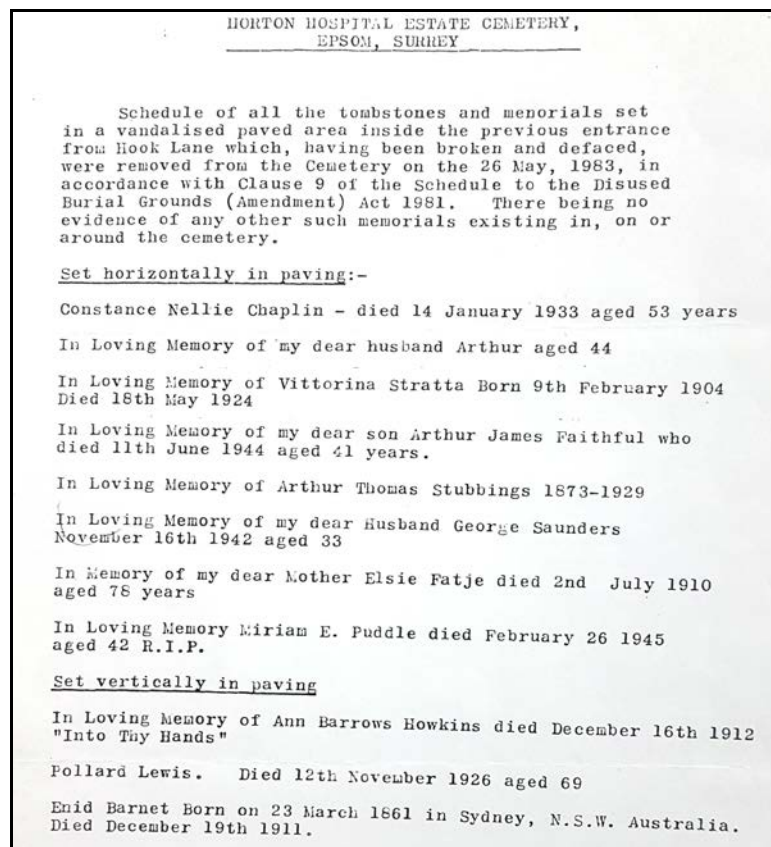 HORTON HOSPITAL ESTATE CEMETERY,
EPSOM, SURREY
Schedule of all the tombstones and menorials set
in a vandalised paved area inside the previous entrance
from Hook Lane which, having been broken and defaced,
were removed from the Cemetery on the 26 May, 1983, in
accordance with Clause 9 of the Schedule to the Disused
Burial Grounds (Amendment) Act 1981. There being no
evidence of any other such memorials existing in, on or
around the cemetery.
Set horizontally in paving:-
Constance Nellie Chaplin - died 14 January 1933 aged 53 years
In Loving Memory of my dear husband Arthur aged 44
In Loving Memory of Vittorina Stratta Born 9th February 1904
Died 18th May 1924
In Loving Memory of my dear son Arthur James Faithful who
died 11th June 1944 aged 41 years.
In Loving Memory of Arthur Thomas Stubbings 1873-1929
In Loving Memory of my dear Husband George Saunders
November 16th 1942 aged 33
In Memory of my dear Mother Elsie Fatje died 2nd July 1910
aged 78 years
In Loving Memory Miriam E. Puddle died February 26 1945
aged 42 R.I.P.
Set vertically in paving
In Loving Memory of Ann Barrows Howkins died December 16th 1912
"Into Thy Hands"
Pollard Lewis. Died 12th November 1926 aged 69
Enid Barnet Born on 23 March 1861 in Sydney, N.S.W. Australia.
Died December 19th 1911.